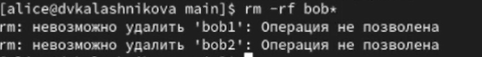 [alice@dvkalashnikova main]$ rm -rf bob*
rm: невозможно удалить 'bob1': Операция не позволена
rm: невозможно удалить 'bob2': Операция не позволена